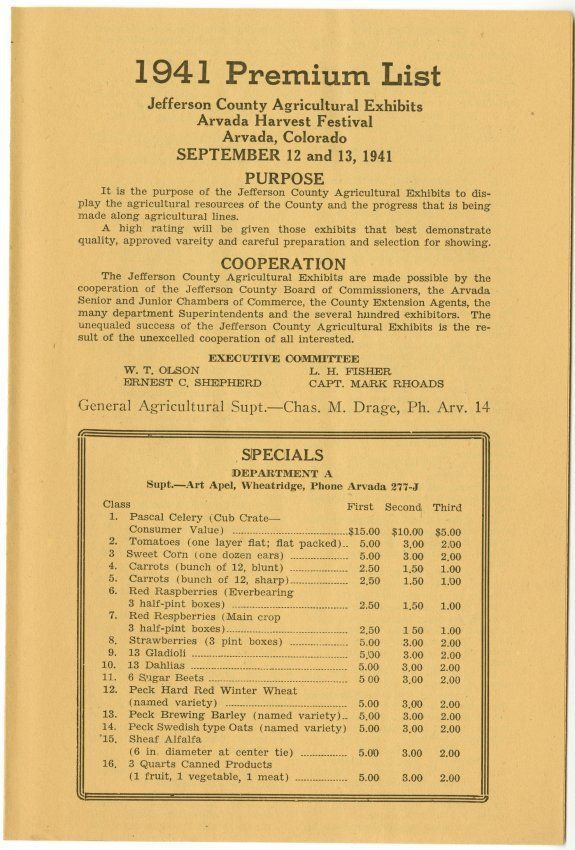 1941 Premium List
Jefferson County Agricultural Exhibits
Arvada Harvest Festival
Arvada, Colorado
SEPTEMBER 12 and 13, 1941
PURPOSE
It is the purpose of the Jefferson County Agricultural Exhibits to dis-
play the agricultural resources of the County and the progress that is being
made along agricultural lines.
A high rating will be given those exhibits that best demonstrate
quality, approved vareity and careful preparation and selection for showing.
COOPERATION
The Jefferson County Agricultural Exhibits are made possible by the
cooperation of the Jefferson County Board of Commissioners, the Arvada
Senior and Junior Chambers of Commerce, the County Extension Agents, the
many department Superintendents and the several hundred exhibitors. The
unequaled success of the Jefferson County Agricultural Exhibits is the re-
sult of the unexcelled cooperation of all interested.
EXECUTIVE COMMITTEE
W. T. OLSON L. H. FISHER
ERNEST C. SHEPHERD CAPT. MARK RHOADS
General Agricultural Supt.—Chas. M. Drage, Ph. Arv. 14
SPECIALS
DEPARTMENT A
Supt.—Art Apel, Wheatridge, Phone Arvada 277-J
Class First Second Third
1. Pascal Celery (Cub Crate—
Consumer Value) $15.00 $10.00 $5.00
2. Tomatoes (one layer flat; flat packed).. 5.00 3.00 2.00
3 Sweet Corn (one dozen ears) 5.00 3.00 2.00
4. Carrots (bunch of 12, blunt) 2.50 1.50 1.00
5. Carrots (bunch of 12, sharp) 2.50 1.50 1.00
6. Red Raspberries (Everbearing
3 half-pint boxes) 2.50 1.50 1.00
7. Red Respberries (Main crop
3 half-pint boxes) 2.50 1 50 1.00
8. Strawberries (3 pint boxes) 5.00 3.00 2.00
9. 13 Gladioli 5.00 3.00 2.00
10. 13 Dahlias 5.00 3.00 2.00
11. 6 Sugar Beets 5 00 3.00 2.00
12. Peck Hard Red Winter Wheat
(named variety) 5.00 3.00 2.00
13. Peck Brewing Barley (named variety).. 5.00 3.00 2.00
14. Peck Swedish type Oats (named variety) 5.00 3.00 2.00
15. Sheaf Alfalfa
(6 in. diameter at center tie) 5.00 3.00 2.00
16. 3 Quarts Canned Products
(1 fruit, 1 vegetable, 1 meat) 5.00 3.00 2.00